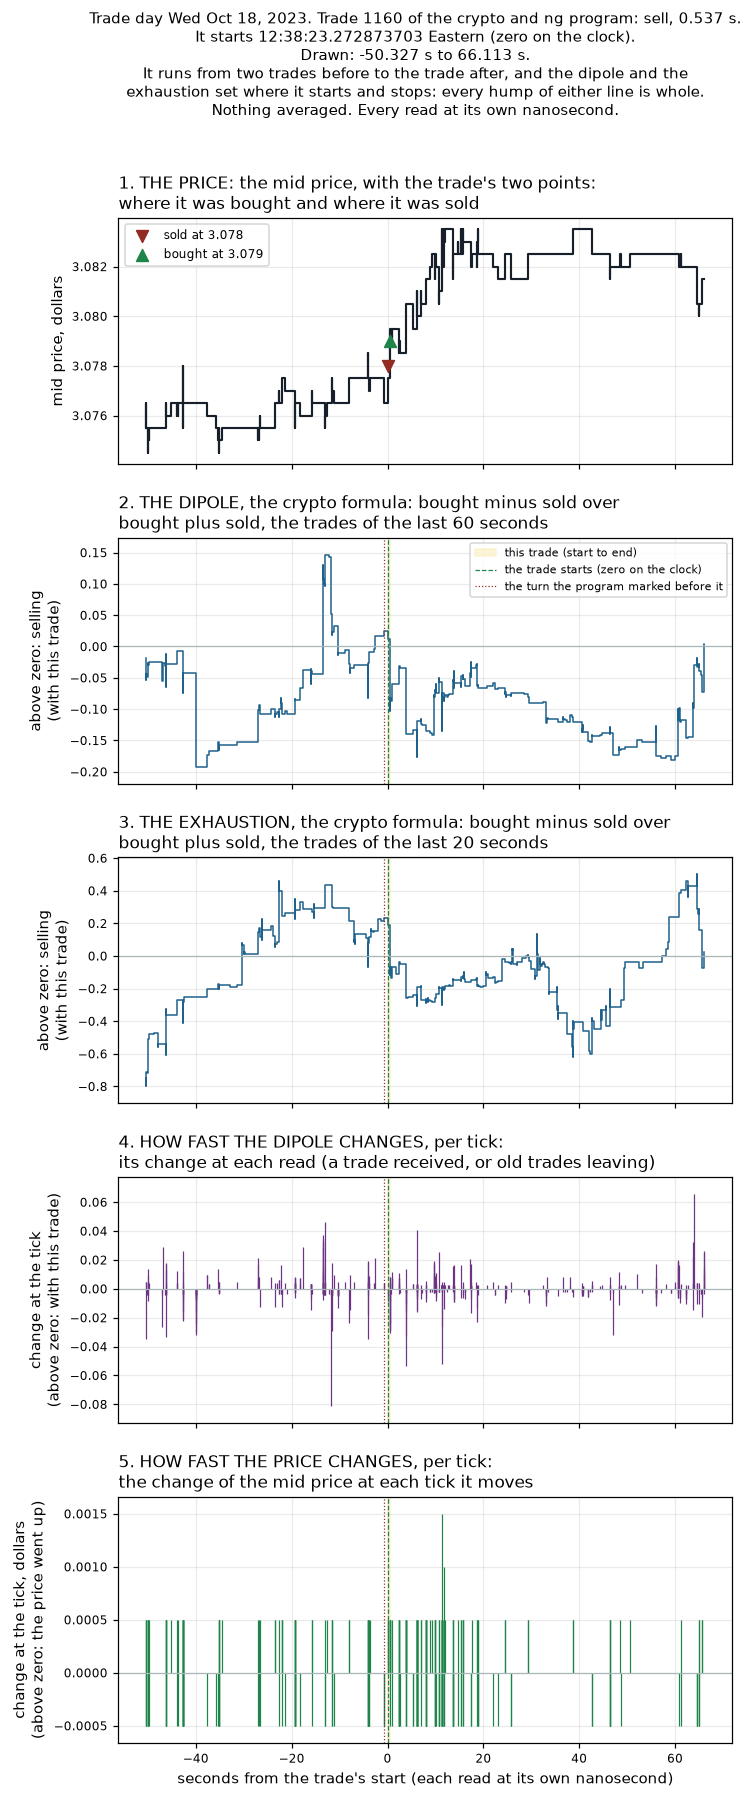 Trade day Wed Oct 18, 2023. Trade 1160 of the crypto and ng program: sell, 0.537 s.
It starts 12:38:23.272873703 Eastern (zero on the clock).
Drawn: -50.327 s to 66.113 s.
It runs from two trades before to the trade after, and the dipole and the
exhaustion set where it starts and stops: every hump of either line is whole.
Nothing averaged. Every read at its own nanosecond.
1. THE PRICE: the mid price, with the trade's two points:
where it was bought and where it was sold
sold at 3.078
bought at 3.079
3.082
3.080
3.078
3.076
mid price, dollars
2. THE DIPOLE, the crypto formula: bought minus sold over
bought plus sold, the trades of the last 60 seconds
this trade (start to end)
the trade starts (zero on the clock)
the turn the program marked before it
0.15
0.10
0.05
0.00
−0.05
−0.10
−0.15
−0.20
above zero: selling
(with this trade)
3. THE EXHAUSTION, the crypto formula: bought minus sold over
bought plus sold, the trades of the last 20 seconds
0.6
0.4
0.2
0.0
−0.2
−0.4
−0.6
−0.8
above zero: selling
(with this trade)
4. HOW FAST THE DIPOLE CHANGES, per tick:
its change at each read (a trade received, or old trades leaving)
0.06
0.04
0.02
0.00
−0.02
−0.04
−0.06
−0.08
change at the tick
(above zero: with this trade)
5. HOW FAST THE PRICE CHANGES, per tick:
the change of the mid price at each tick it moves
0.0015
0.0010
0.0005
0.0000
−0.0005
change at the tick, dollars
(above zero: the price went up)
−40
−20
0
20
40
60
seconds from the trade's start (each read at its own nanosecond)